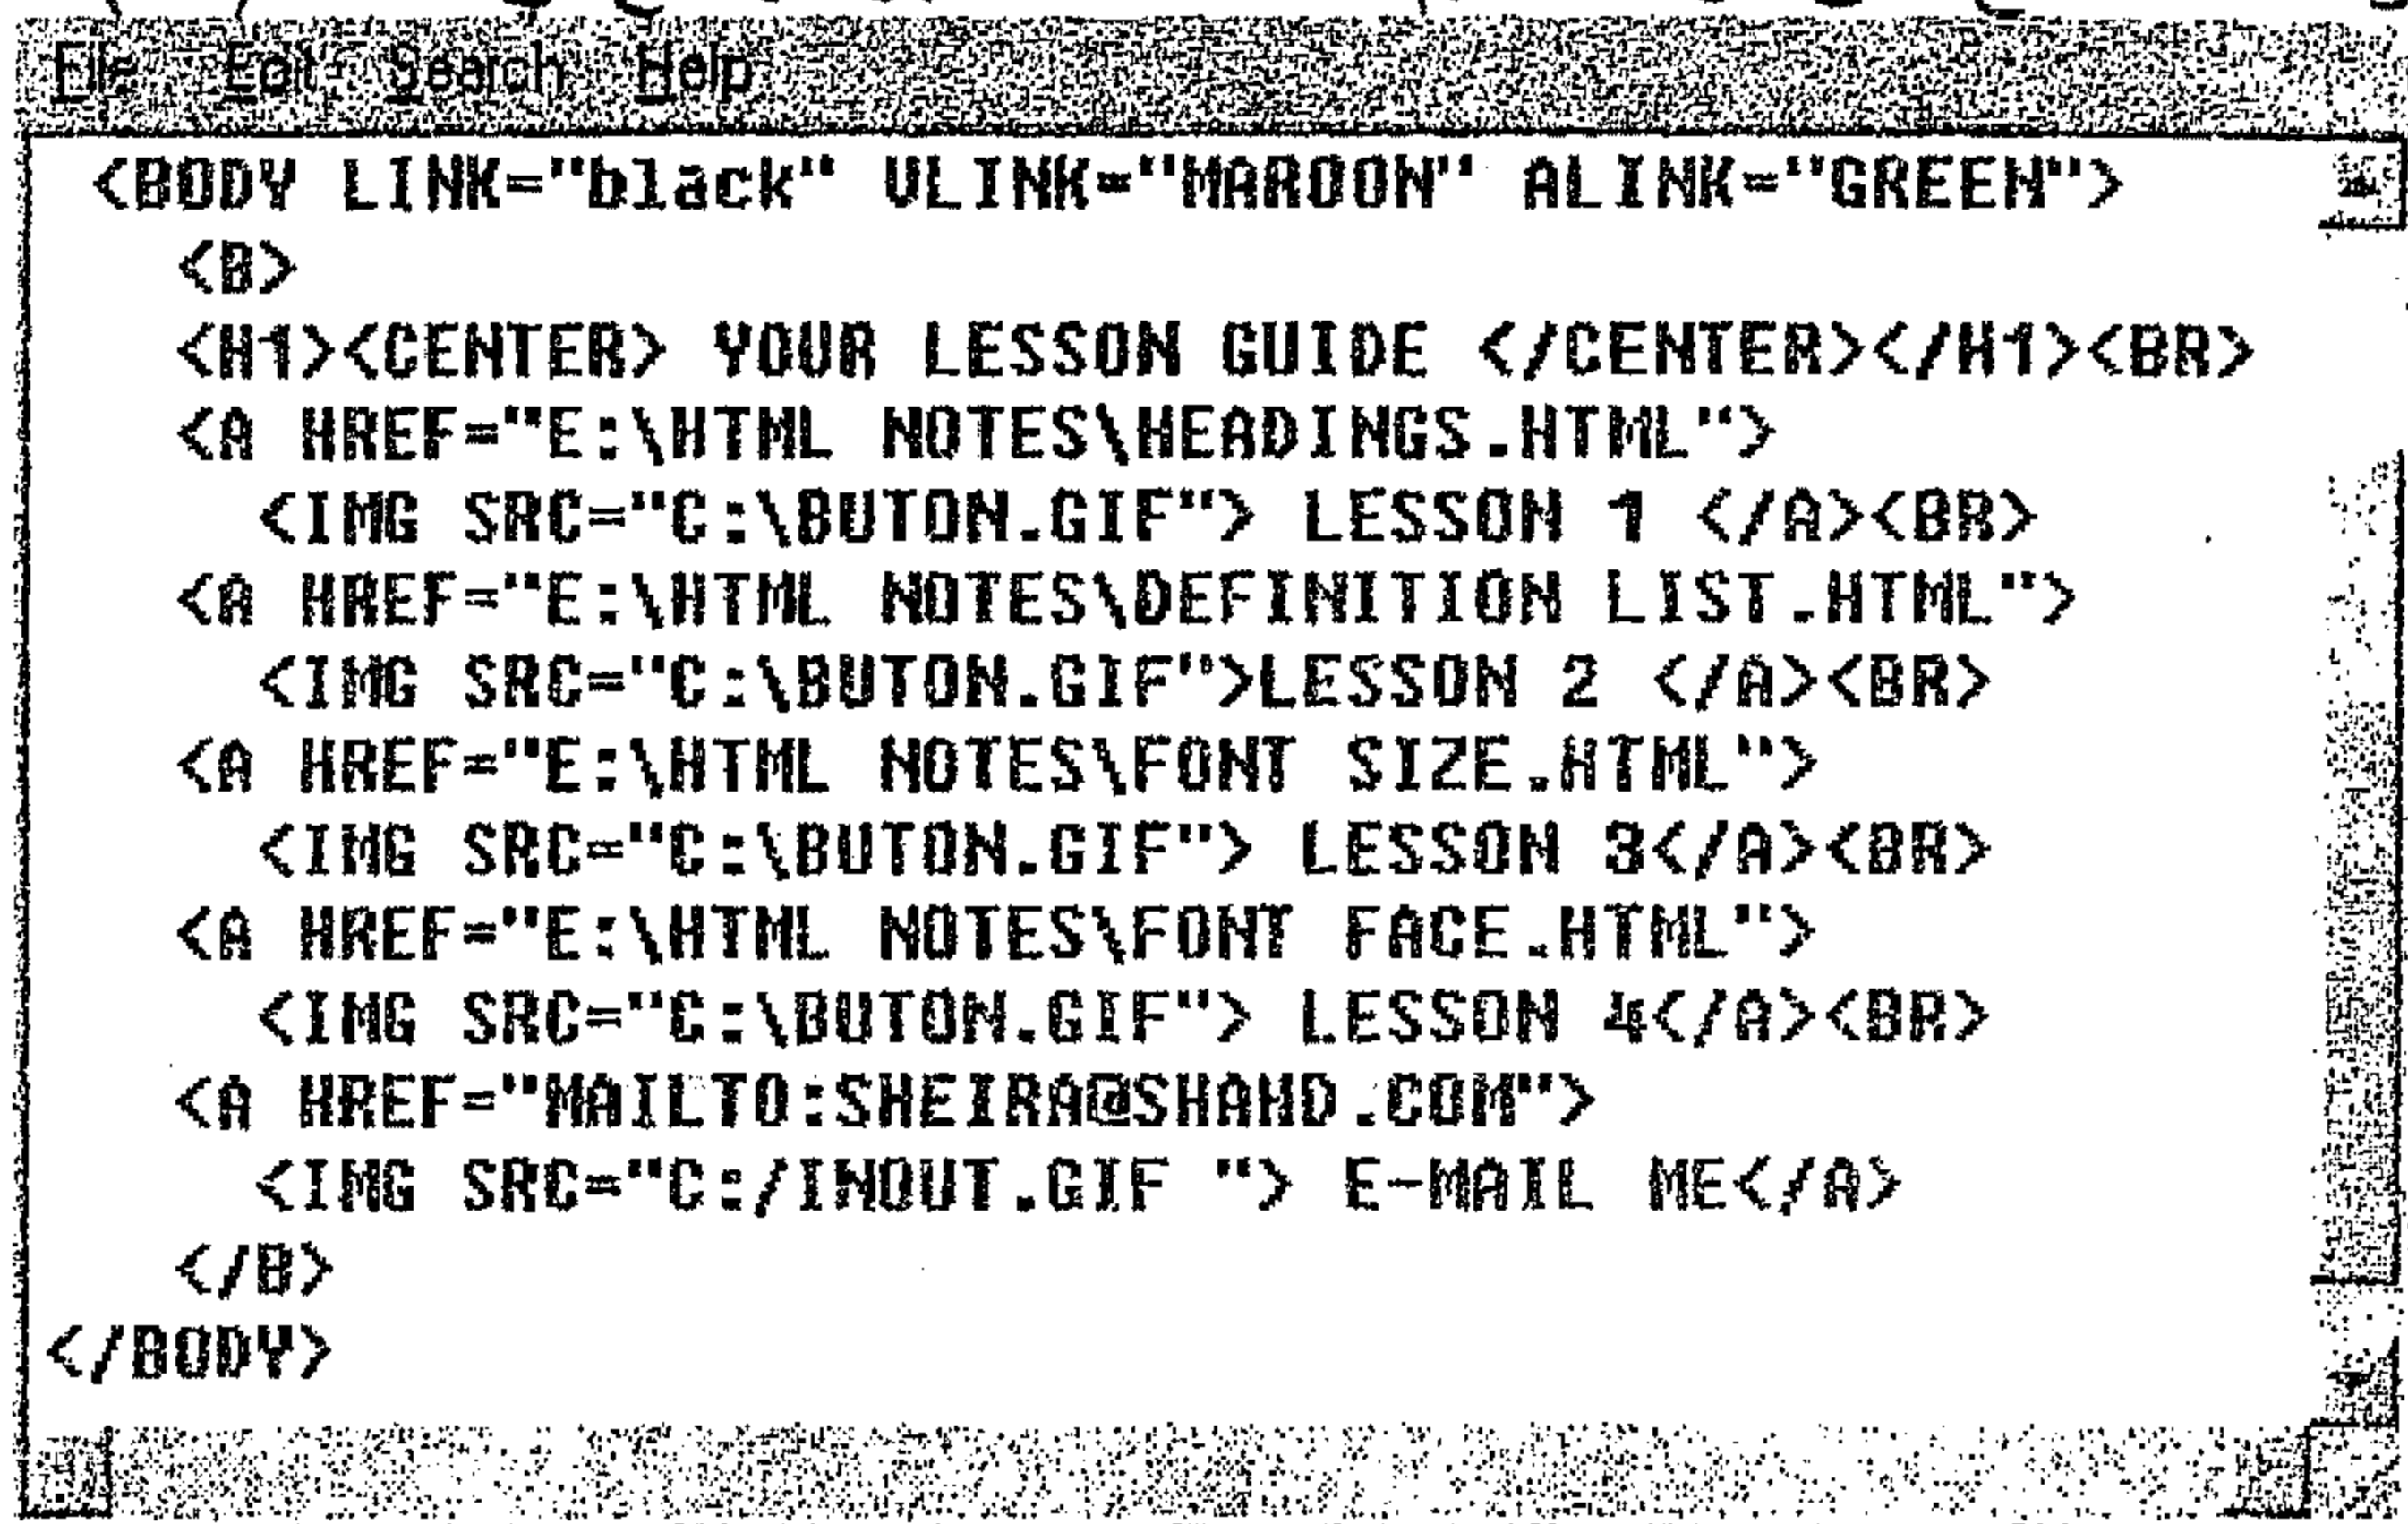 File Edit Search Help
<BODY LINK="black" VLINK="MAROON" ALINK="GREEN">
<B>
<H1><CENTER> YOUR LESSON GUIDE </CENTER></H1><BR>
<A HREF="E:\HTML NOTES\HEADINGS.HTML">
<IMG SRC="C:\BUTON.GIF"> LESSON 1 </A><BR>
<A HREF="E:\HTML NOTES\DEFINITION LIST.HTML">
<IMG SRC="C:\BUTON.GIF">LESSON 2 </A><BR>
<A HREF="E:\HTML NOTES\FONT SIZE.HTML">
<IMG SRC="C:\BUTON.GIF"> LESSON 3</A><BR>
<A HREF="E:\HTML NOTES\FONT FACE.HTML">
<IMG SRC="C:\BUTON.GIF"> LESSON 4</A><BR>
<A HREF="MAILTO:SHEIRA@SHAHD.COM">
<IMG SRC="C:/INOUT.GIF "> E-MAIL ME</A>
</B>
</BODY>